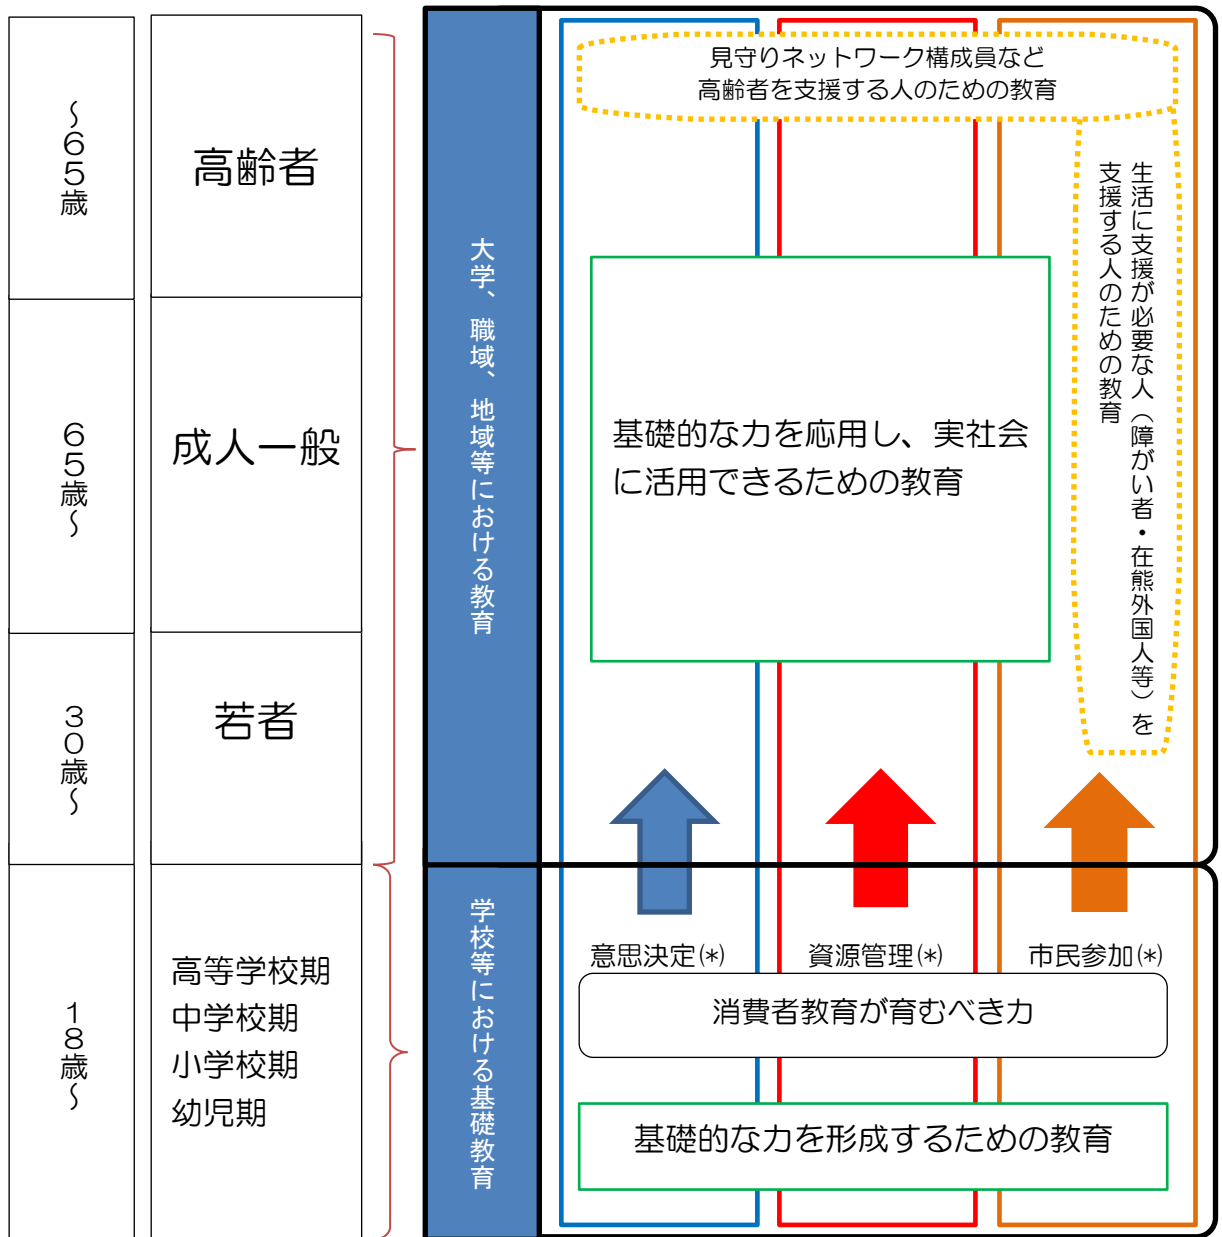 ～６５歳
高齢者
６５歳～
成人一般
３０歳～
若者
１８歳～
高等学校期
中学校期
小学校期
幼児期
大学、職域、地域等における教育
学校等における基礎教育
見守りネットワーク構成員など
高齢者を支援する人のための教育
生活に支援が必要な人（障がい者・在熊外国人等）を
支援する人のための教育
基礎的な力を応用し、実社会
に活用できるための教育
意思決定(*)
資源管理(*)
市民参加(*)
消費者教育が育むべき力
基礎的な力を形成するための教育